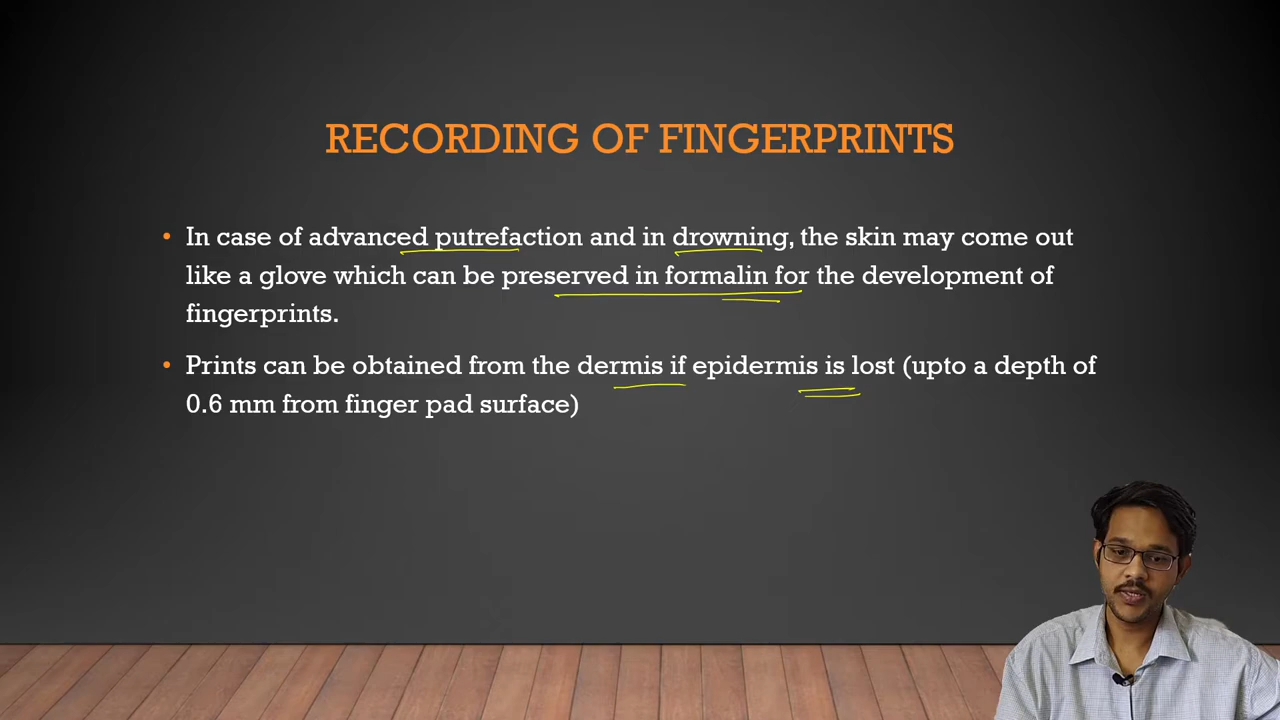 RECORDING OF FINGERPRINTS
• In case of advanced putrefaction and in drowning, the skin may come out
like a glove which can be preserved in formalin for the development of
fingerprints.
• Prints can be obtained from the dermis if epidermis is lost (upto a depth of
0.6 mm from finger pad surface)